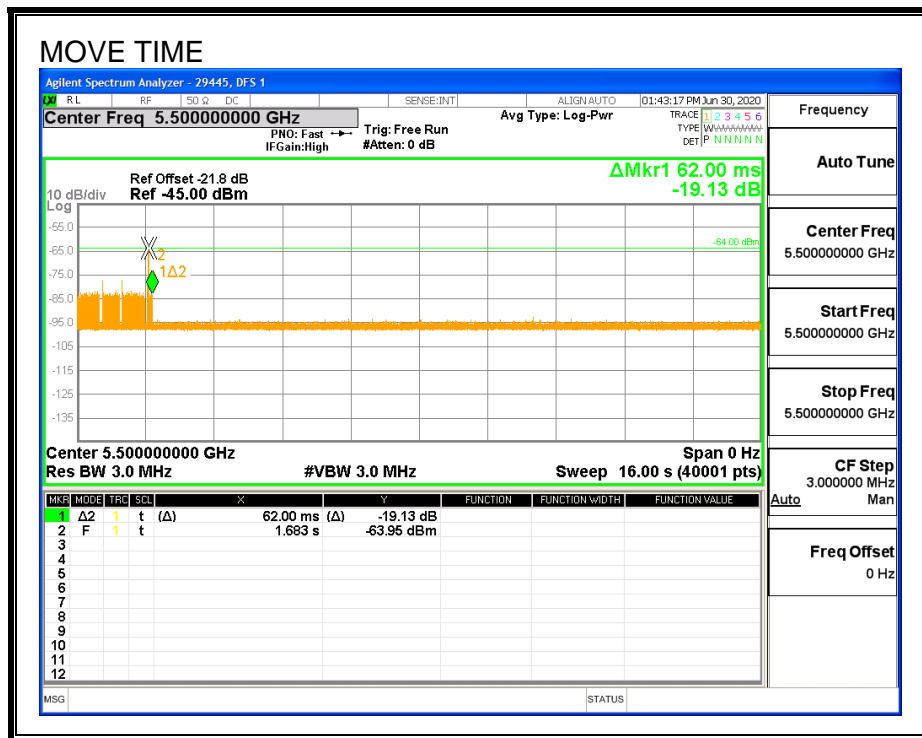 MOVE TIME
Agilent Spectrum Analyzer - 29445, DFS 1
LXI RL RF 50 Ω DC SENSE:INT ALIGN AUTO 01:43:17 PM Jun 30, 2020
Center Freq 5.500000000 GHz Avg Type: Log-Pwr TRACE 1 2 3 4 5 6
PNO: Fast Trig: Free Run TYPE WWWWWW
IFGain:High #Atten: 0 dB DET P N N N N N
Frequency
Auto Tune
Center Freq
5.500000000 GHz
Start Freq
5.500000000 GHz
Stop Freq
5.500000000 GHz
CF Step
3.000000 MHz
Auto Man
Freq Offset
0 Hz
ΔMkr1 62.00 ms
-19.13 dB
Ref Offset -21.8 dB
10 dB/div Ref -45.00 dBm
Log
-55.0
-64.00 dBm
-65.0
2
1Δ2
-75.0
-85.0
-95.0
-105
-115
-125
-135
Center 5.500000000 GHz Span 0 Hz
Res BW 3.0 MHz #VBW 3.0 MHz Sweep 16.00 s (40001 pts)
MKR MODE TRC SCL X Y FUNCTION FUNCTION WIDTH FUNCTION VALUE
1 Δ2 1 t (Δ) 62.00 ms (Δ) -19.13 dB
2 F 1 t 1.683 s -63.95 dBm
3
4
5
6
7
8
9
10
11
12
MSG STATUS